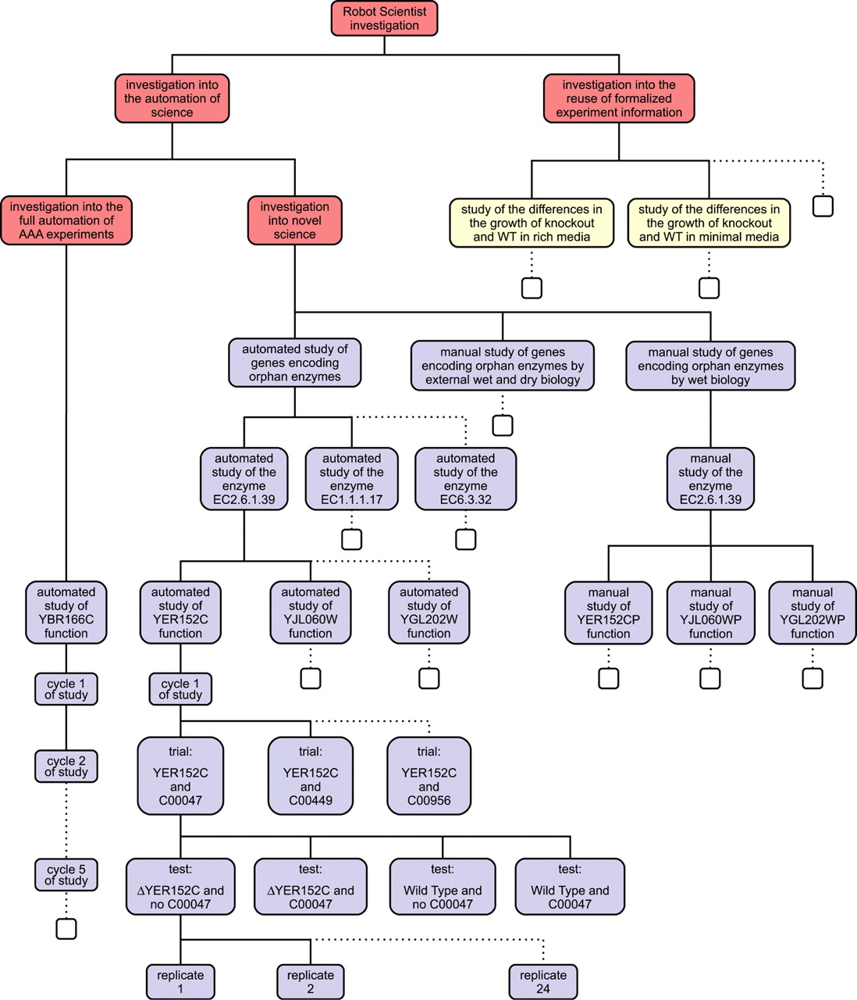 Robot Scientist
investigation
investigation into
the automation of
science
investigation into the
reuse of formalized
experiment information
investigation into the
full automation of
AAA experiments
investigation
into novel
science
study of the differences in
the growth of knockout
and WT in rich media
study of the differences in
the growth of knockout
and WT in minimal media
automated study of
genes encoding
orphan enzymes
manual study of genes
encoding orphan enzymes by
external wet and dry biology
manual study of genes
encoding orphan enzymes
by wet biology
automated
study of the
enzyme
EC2.6.1.39
automated
study of the
enzyme
EC1.1.1.17
automated
study of the
enzyme
EC6.3.32
manual
study of the
enzyme
EC2.6.1.39
automated
study of
YBR166C
function
automated
study of
YER152C
function
automated
study of
YJL060W
function
automated
study of
YGL202W
function
manual
study of
YER152CP
function
manual
study of
YJL060WP
function
manual
study of
YGL202WP
function
cycle 1
of study
cycle 1
of study
cycle 2
of study
trial:
YER152C
and
C00047
trial:
YER152C
and
C00449
trial:
YER152C
and
C00956
cycle 5
of study
test:
ΔYER152C and
no C00047
test:
ΔYER152C and
C00047
test:
Wild Type and
no C00047
test:
Wild Type and
C00047
replicate
1
replicate
2
replicate
24